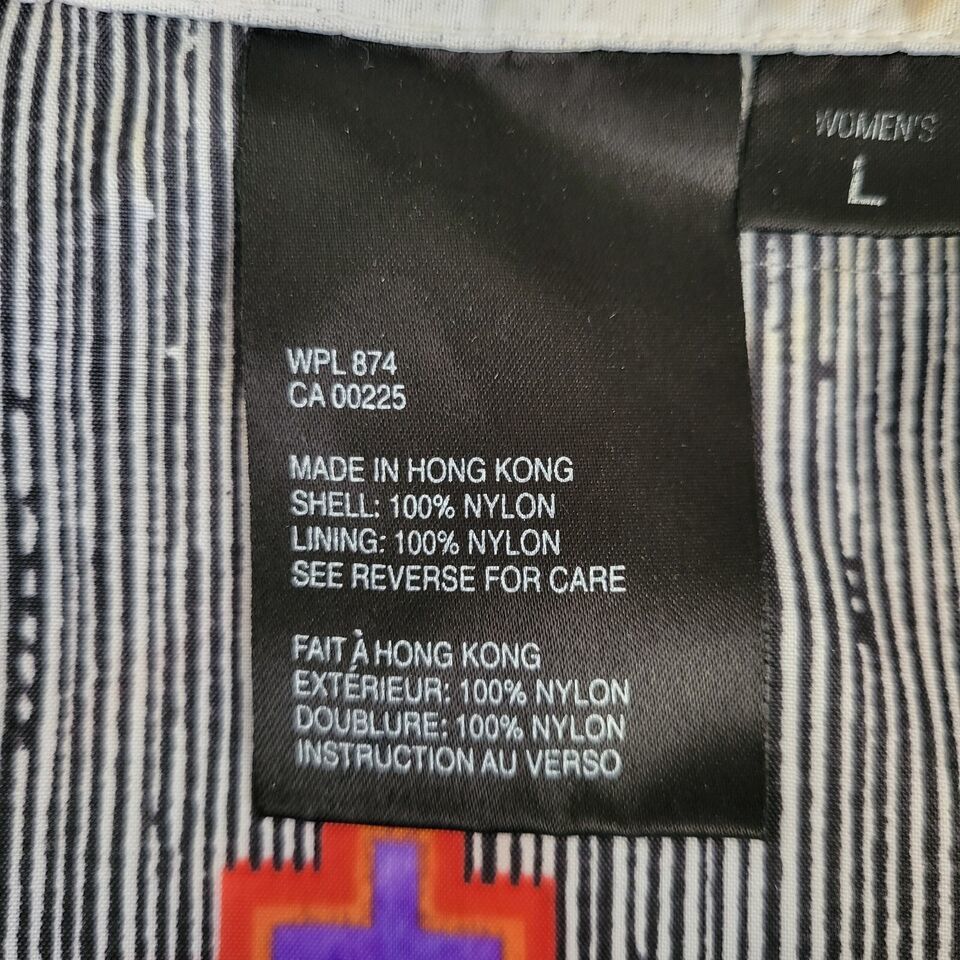 WOMEN'S
L
WPL 874
CA 00225
MADE IN HONG KONG
SHELL: 100% NYLON
LINING: 100% NYLON
SEE REVERSE FOR CARE
FAIT À HONG KONG
EXTÉRIEUR: 100% NYLON
DOUBLURE: 100% NYLON
INSTRUCTION AU VERSO